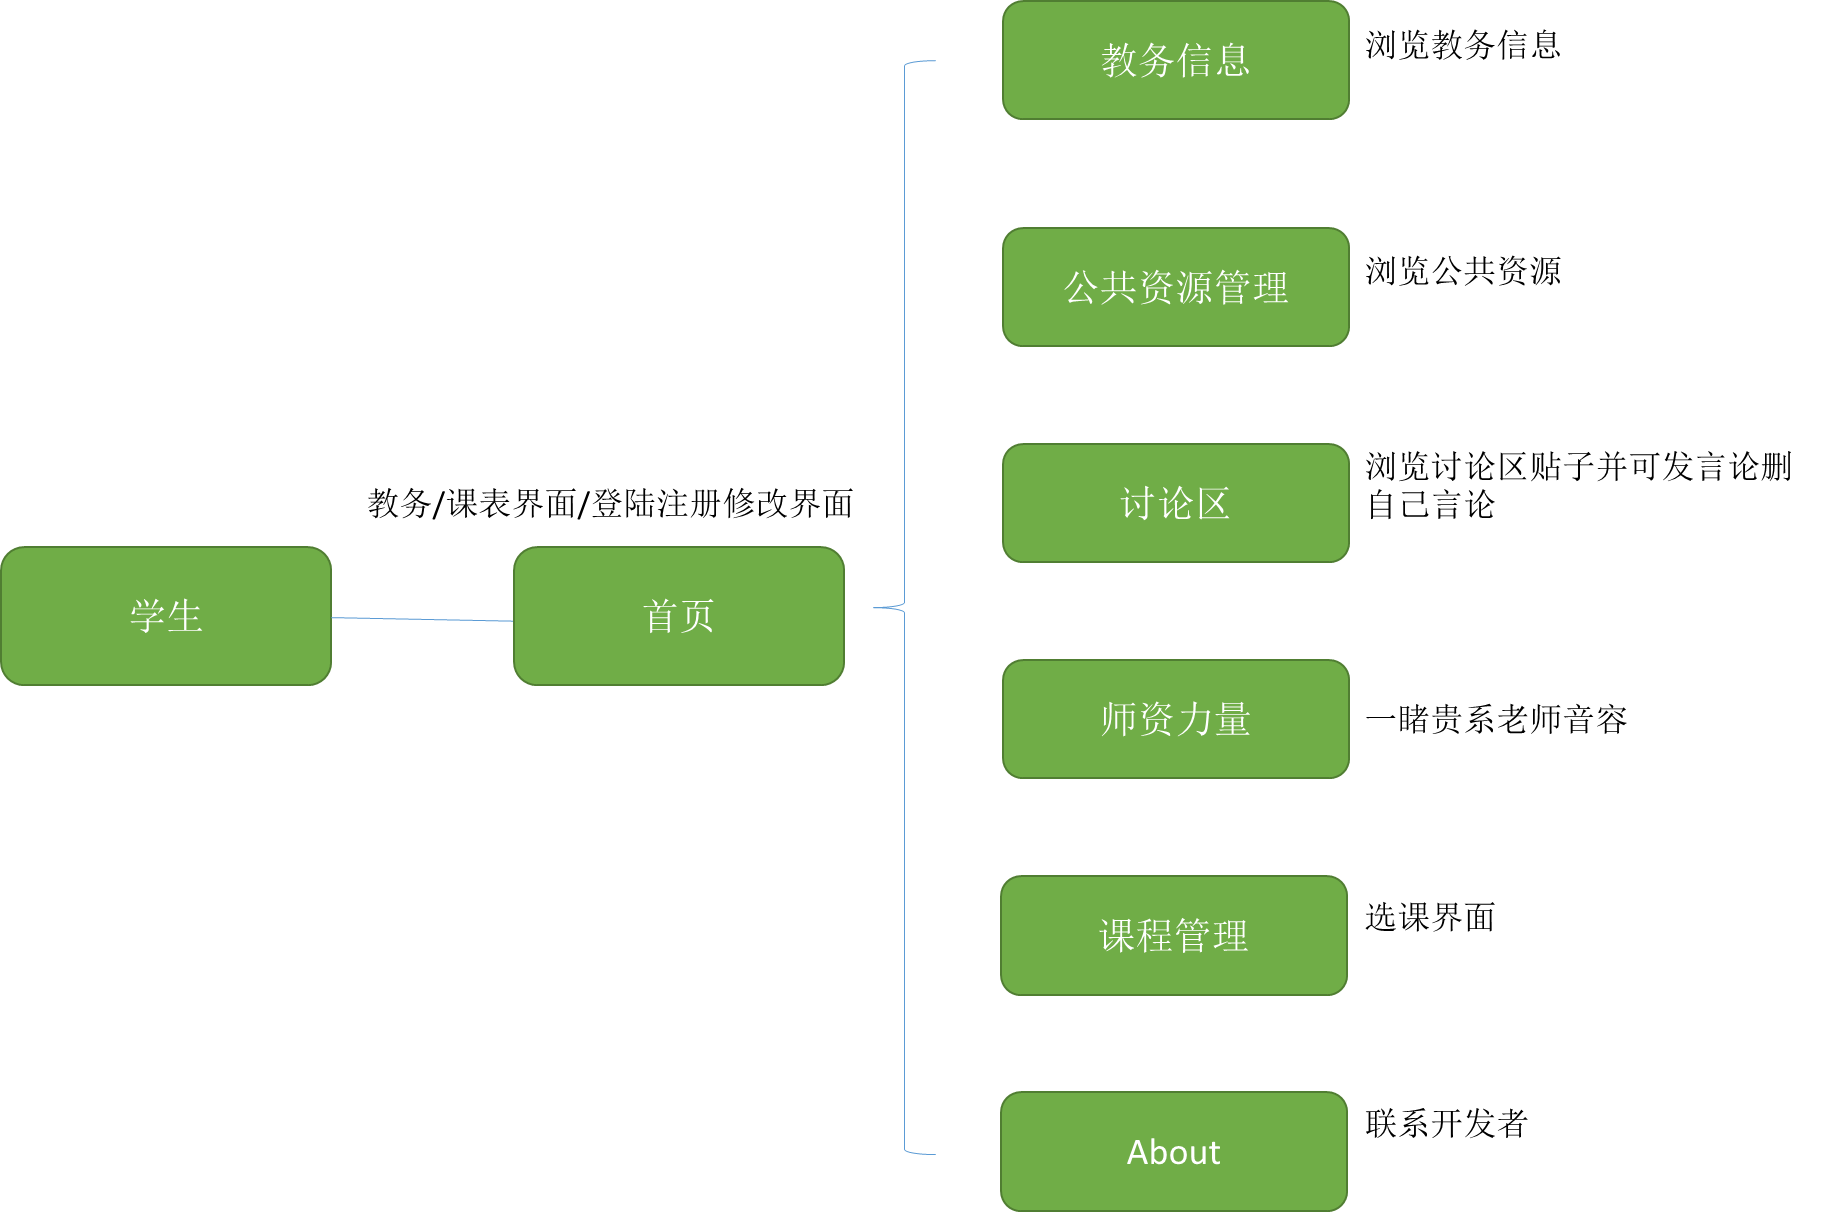 教务信息
浏览教务信息
公共资源管理
浏览公共资源
讨论区
浏览讨论区贴子并可发言论删
自己言论
教务/课表界面/登陆注册修改界面
学生
首页
师资力量
一睹贵系老师音容
课程管理
选课界面
About
联系开发者